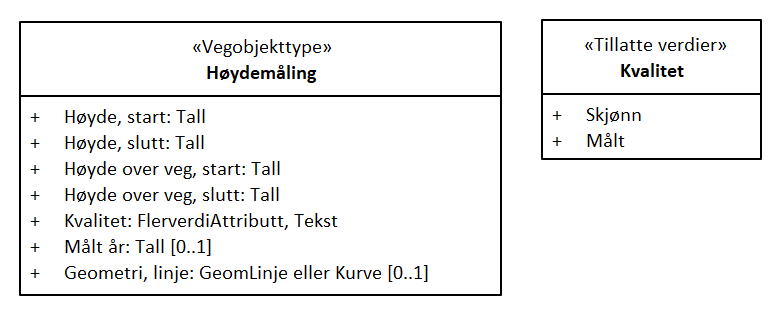 «Vegobjekttype»
Høydemåling
+ Høyde, start: Tall
+ Høyde, slutt: Tall
+ Høyde over veg, start: Tall
+ Høyde over veg, slutt: Tall
+ Kvalitet: FlerverdiAttributt, Tekst
+ Målt år: Tall [0..1]
+ Geometri, linje: GeomLinje eller Kurve [0..1]
«Tillatte verdier»
Kvalitet
+ Skjønn
+ Målt